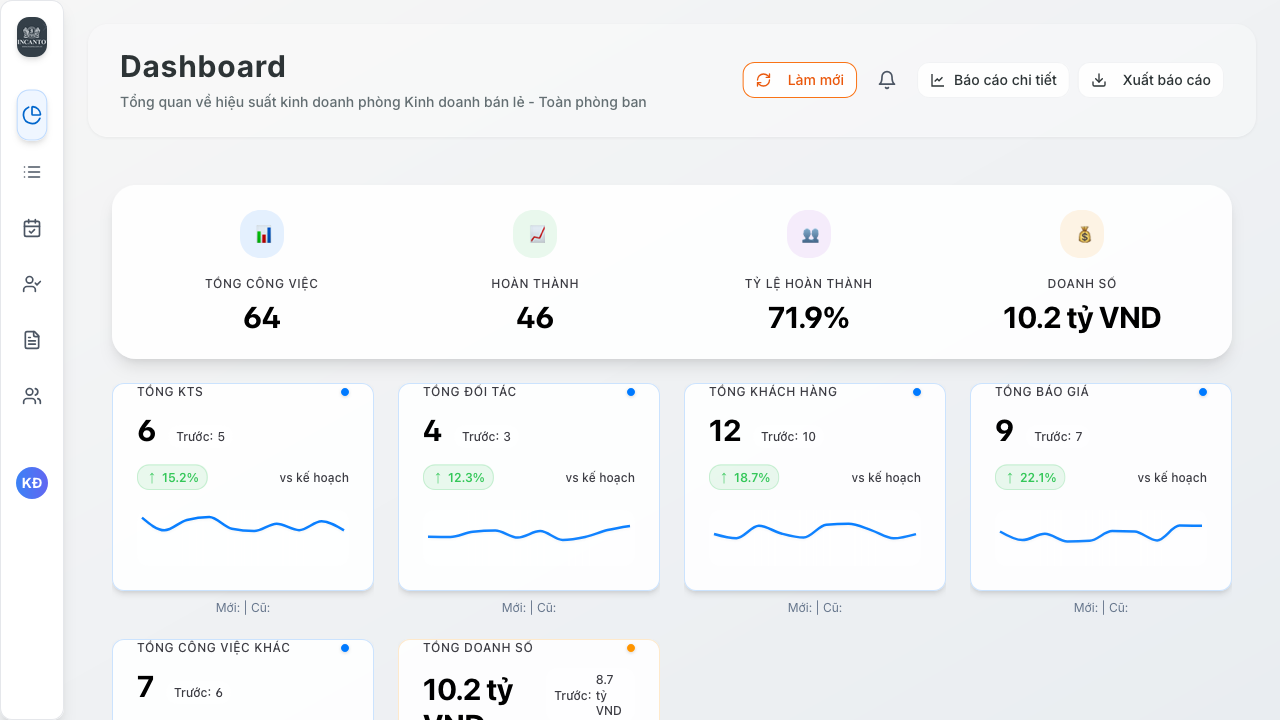 INCANTO
Dashboard
Tổng quan về hiệu suất kinh doanh phòng Kinh doanh bán lẻ - Toàn phòng ban
Làm mới
Báo cáo chi tiết
Xuất báo cáo
KĐ
TỔNG CÔNG VIỆC
64
HOÀN THÀNH
46
TỶ LỆ HOÀN THÀNH
71.9%
DOANH SỐ
10.2 tỷ VND
TỔNG KTS
6 Trước: 5
↑ 15.2% vs kế hoạch
Mới: | Cũ:
TỔNG ĐỐI TÁC
4 Trước: 3
↑ 12.3% vs kế hoạch
Mới: | Cũ:
TỔNG KHÁCH HÀNG
12 Trước: 10
↑ 18.7% vs kế hoạch
Mới: | Cũ:
TỔNG BÁO GIÁ
9 Trước: 7
↑ 22.1% vs kế hoạch
Mới: | Cũ:
TỔNG CÔNG VIỆC KHÁC
7 Trước: 6
TỔNG DOANH SỐ
10.2 tỷ
VND
Trước:
8.7
tỷ
VND